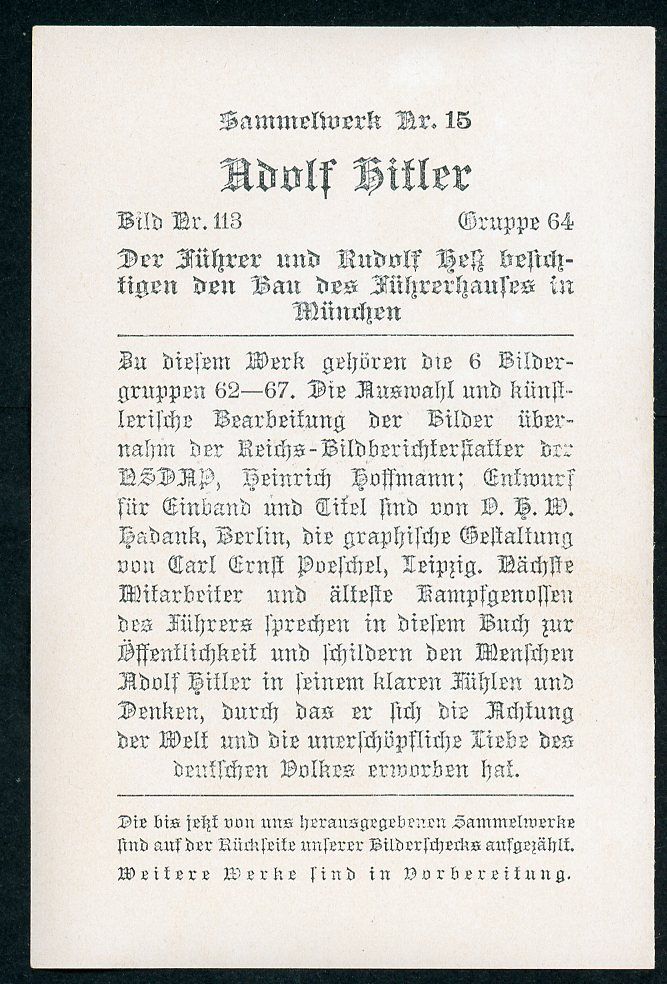 Sammelwerk Nr. 15
Adolf Hitler
Bild Nr. 113 Gruppe 64
Der Führer und Rudolf Heß besich-
tigen den Bau des Führerhauses in
München
Zu diesem Werk gehören die 6 Bilder-
gruppen 62—67. Die Auswahl und künst-
lerische Bearbeitung der Bilder über-
nahm der Reichs-Bildberichterstatter der
NSDAP, Heinrich Hoffmann; Entwurf
für Einband und Titel sind von O. H. W.
Hadank, Berlin, die graphische Gestaltung
von Carl Ernst Poeschel, Leipzig. Nächste
Mitarbeiter und älteste Kampfgenossen
des Führers sprechen in diesem Buch zur
Öffentlichkeit und schildern den Menschen
Adolf Hitler in seinem klaren Fühlen und
Denken, durch das er sich die Achtung
der Welt und die unerschöpfliche Liebe des
deutschen Volkes erworben hat.
Die bis jetzt von uns herausgegebenen Sammelwerke
sind auf der Rückseite unserer Bilderschecks aufgezählt.
Weitere Werke sind in Vorbereitung.